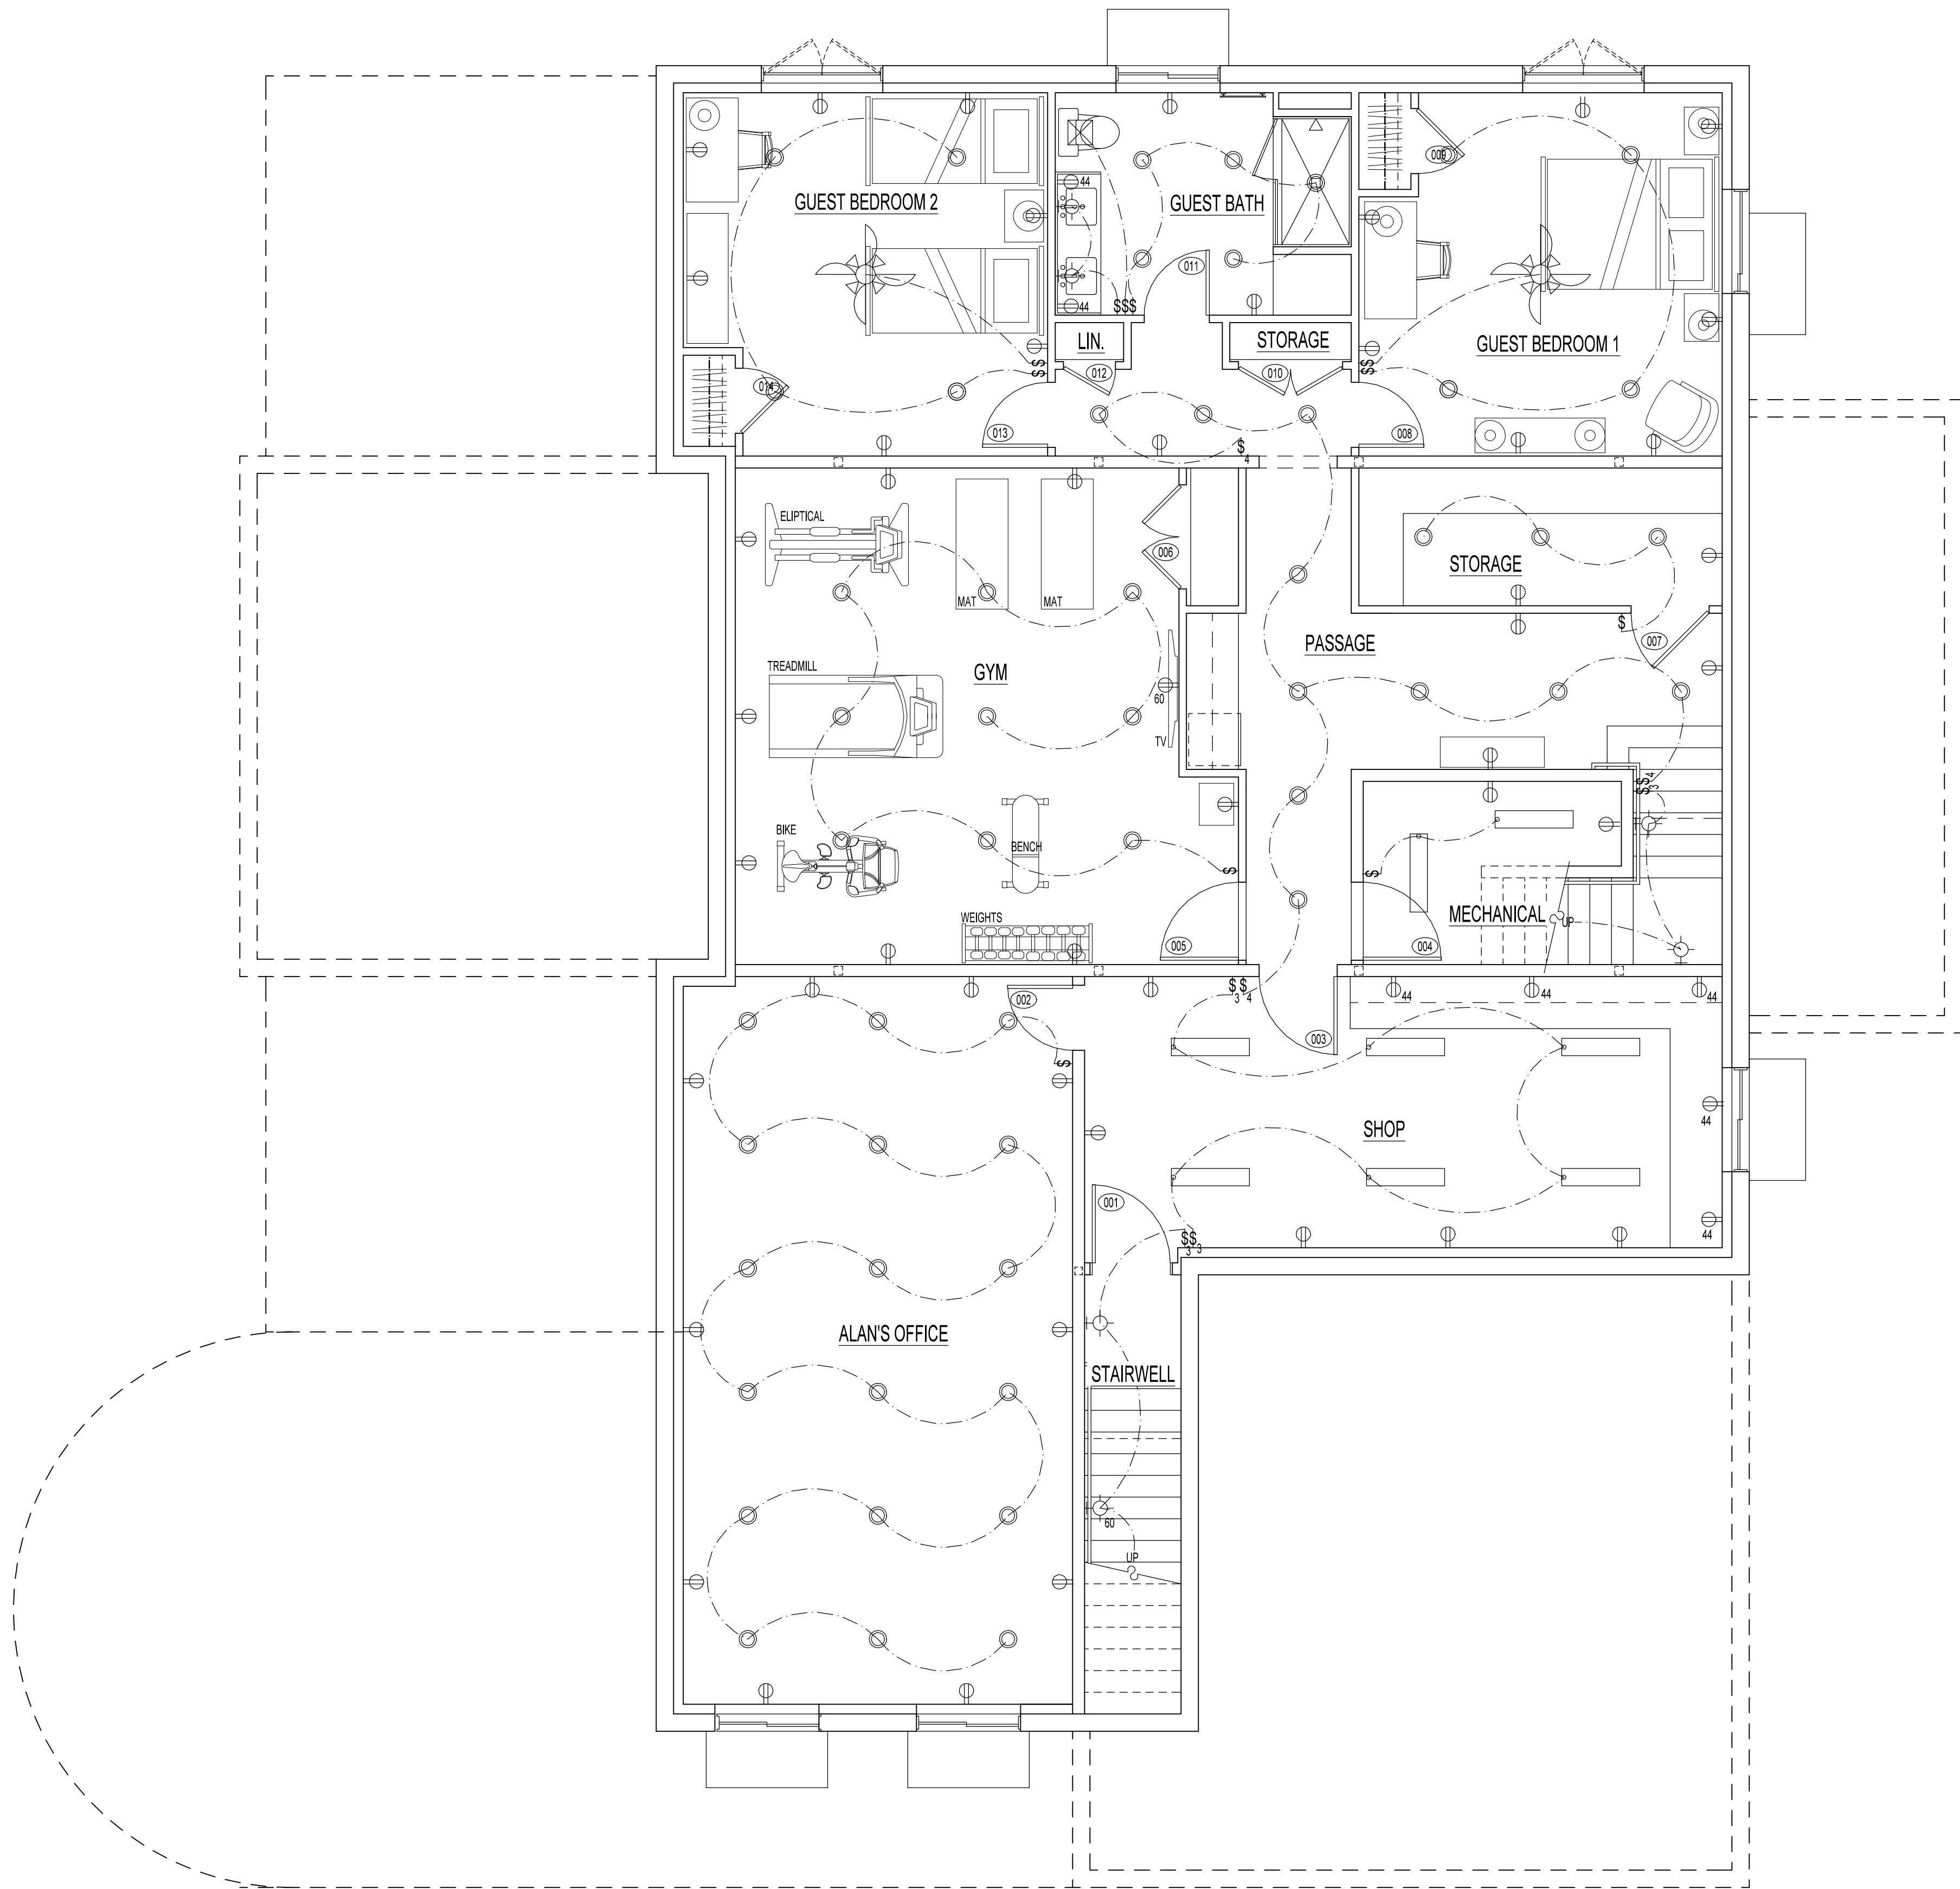 GUEST BEDROOM 2
GUEST BATH
GUEST BEDROOM 1
009
44
44
$$$
011
LIN.
STORAGE
$$
$$
014
012
010
013
008
$
4
ELIPTICAL
MAT
MAT
006
STORAGE
TREADMILL
GYM
PASSAGE
$
007
60
TV
$$
3 4
BIKE
BENCH
$
$
WEIGHTS
MECHANICAL
UP
005
004
002
$$
3 4
44
44
44
003
$
SHOP
44
001
$$
3 3
44
ALAN'S OFFICE
STAIRWELL
60
UP